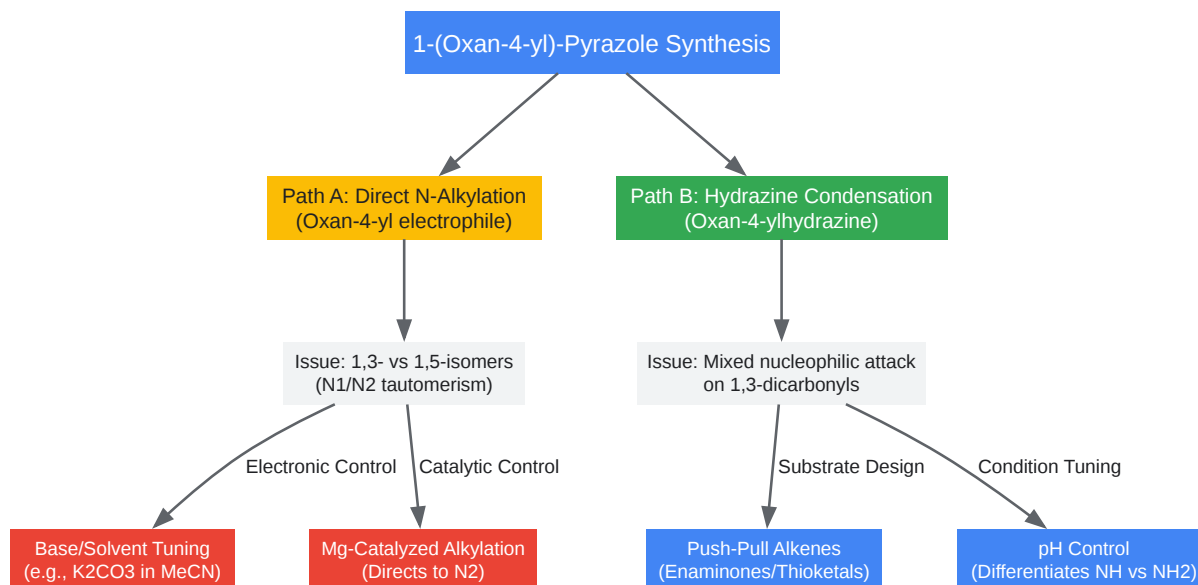 1-(Oxan-4-yl)-Pyrazole Synthesis
Path A: Direct N-Alkylation
(Oxan-4-yl electrophile)
Path B: Hydrazine Condensation
(Oxan-4-ylhydrazine)
Issue: 1,3- vs 1,5-isomers
(N1/N2 tautomerism)
Issue: Mixed nucleophilic attack
on 1,3-dicarbonyls
Electronic Control
Catalytic Control
Substrate Design
Condition Tuning
Base/Solvent Tuning
(e.g., K2CO3 in MeCN)
Mg-Catalyzed Alkylation
(Directs to N2)
Push-Pull Alkenes
(Enaminones/Thioketals)
pH Control
(Differentiates NH vs NH2)